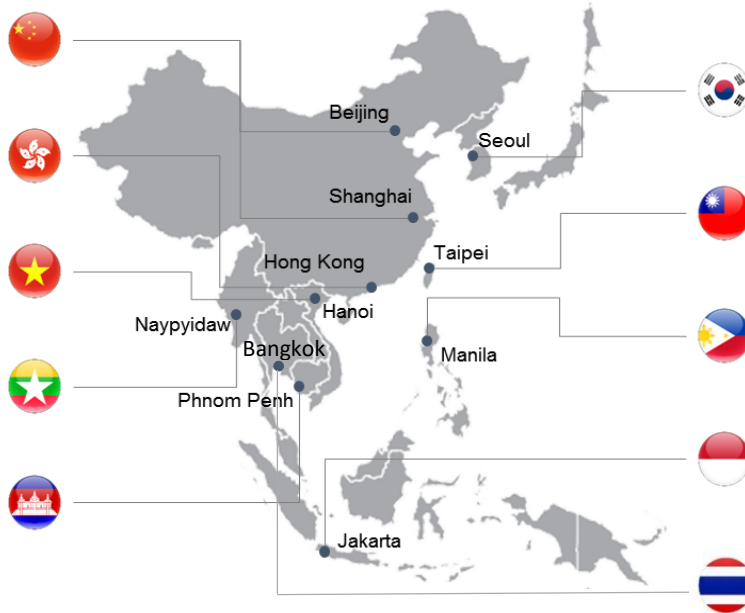 Beijing
Seoul
Shanghai
Hong Kong
Taipei
Hanoi
Naypyidaw
Bangkok
Manila
Phnom Penh
Jakarta